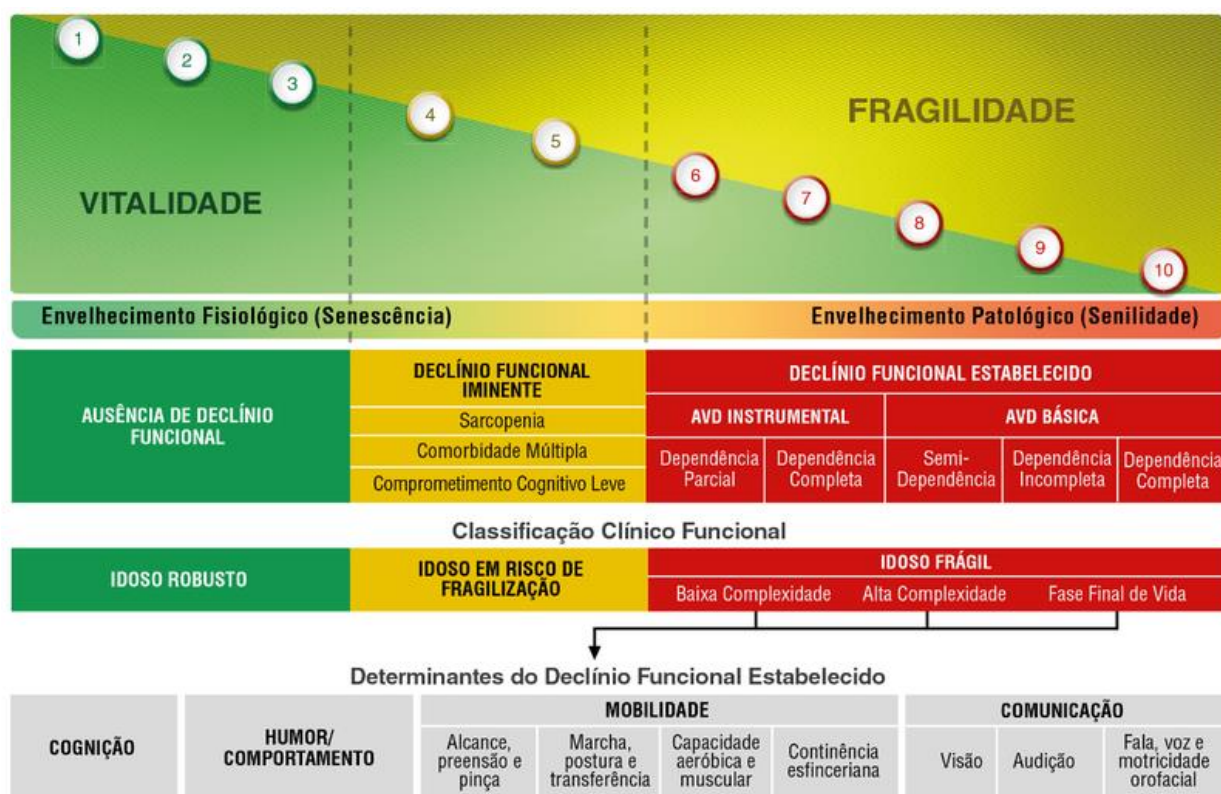 1
2
3
4
5
6
7
8
9
10
VITALIDADE
FRAGILIDADE
Envelhecimento Fisiológico (Senescência)
Envelhecimento Patológico (Senilidade)
AUSÊNCIA DE DECLÍNIO
FUNCIONAL
DECLÍNIO FUNCIONAL
IMINENTE
Sarcopenia
Comorbidade Múltipla
Comprometimento Cognitivo Leve
DECLÍNIO FUNCIONAL ESTABELECIDO
AVD INSTRUMENTAL
AVD BÁSICA
Dependência
Parcial
Dependência
Completa
Semi-
Dependência
Dependência
Incompleta
Dependência
Completa
Classificação Clínico Funcional
IDOSO ROBUSTO
IDOSO EM RISCO DE
FRAGILIZAÇÃO
IDOSO FRÁGIL
Baixa Complexidade
Alta Complexidade
Fase Final de Vida
Determinantes do Declínio Funcional Estabelecido
COGNIÇÃO
HUMOR/
COMPORTAMENTO
MOBILIDADE
Alcance,
preensão e
pinça
Marcha,
postura e
transferência
Capacidade
aeróbica e
muscular
Continência
esfinceriana
COMUNICAÇÃO
Visão
Audição
Fala, voz e
motricidade
orofacial